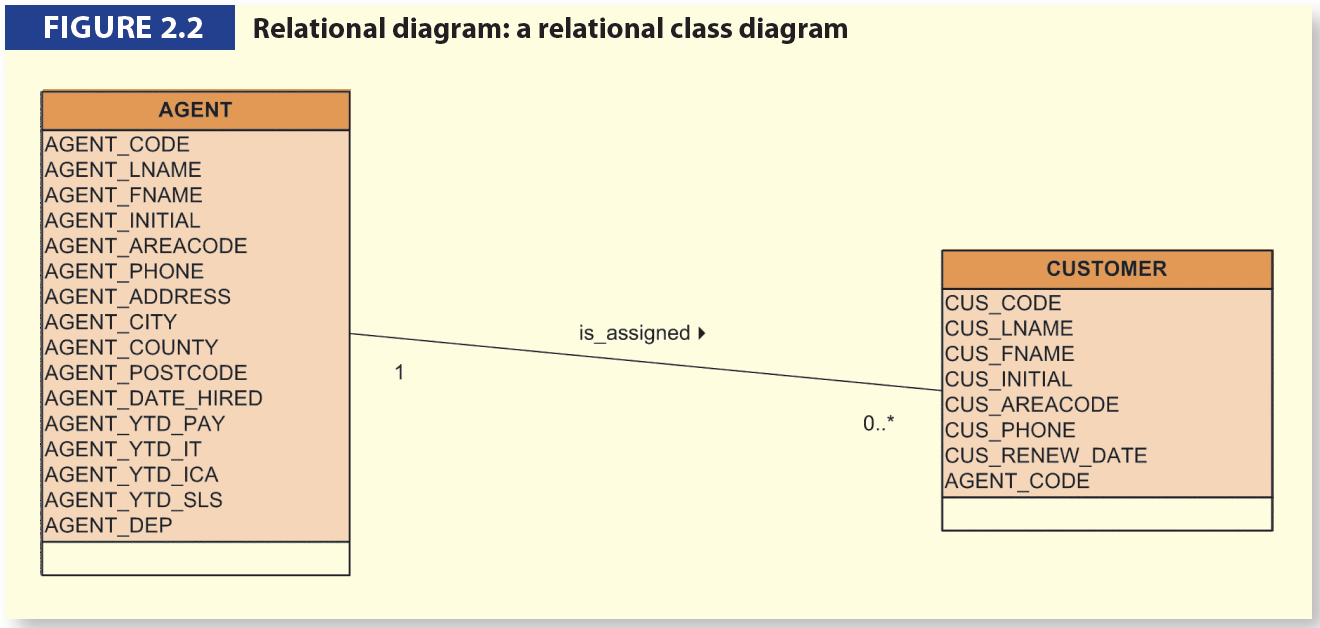 FIGURE 2.2 Relational diagram: a relational class diagram
AGENT
AGENT_CODE
AGENT_LNAME
AGENT_FNAME
AGENT_INITIAL
AGENT_AREACODE
AGENT_PHONE
AGENT_ADDRESS
AGENT_CITY
AGENT_COUNTY
AGENT_POSTCODE
AGENT_DATE_HIRED
AGENT_YTD_PAY
AGENT_YTD_IT
AGENT_YTD_ICA
AGENT_YTD_SLS
AGENT_DEP
is_assigned
1
0..*
CUSTOMER
CUS_CODE
CUS_LNAME
CUS_FNAME
CUS_INITIAL
CUS_AREACODE
CUS_PHONE
CUS_RENEW_DATE
AGENT_CODE